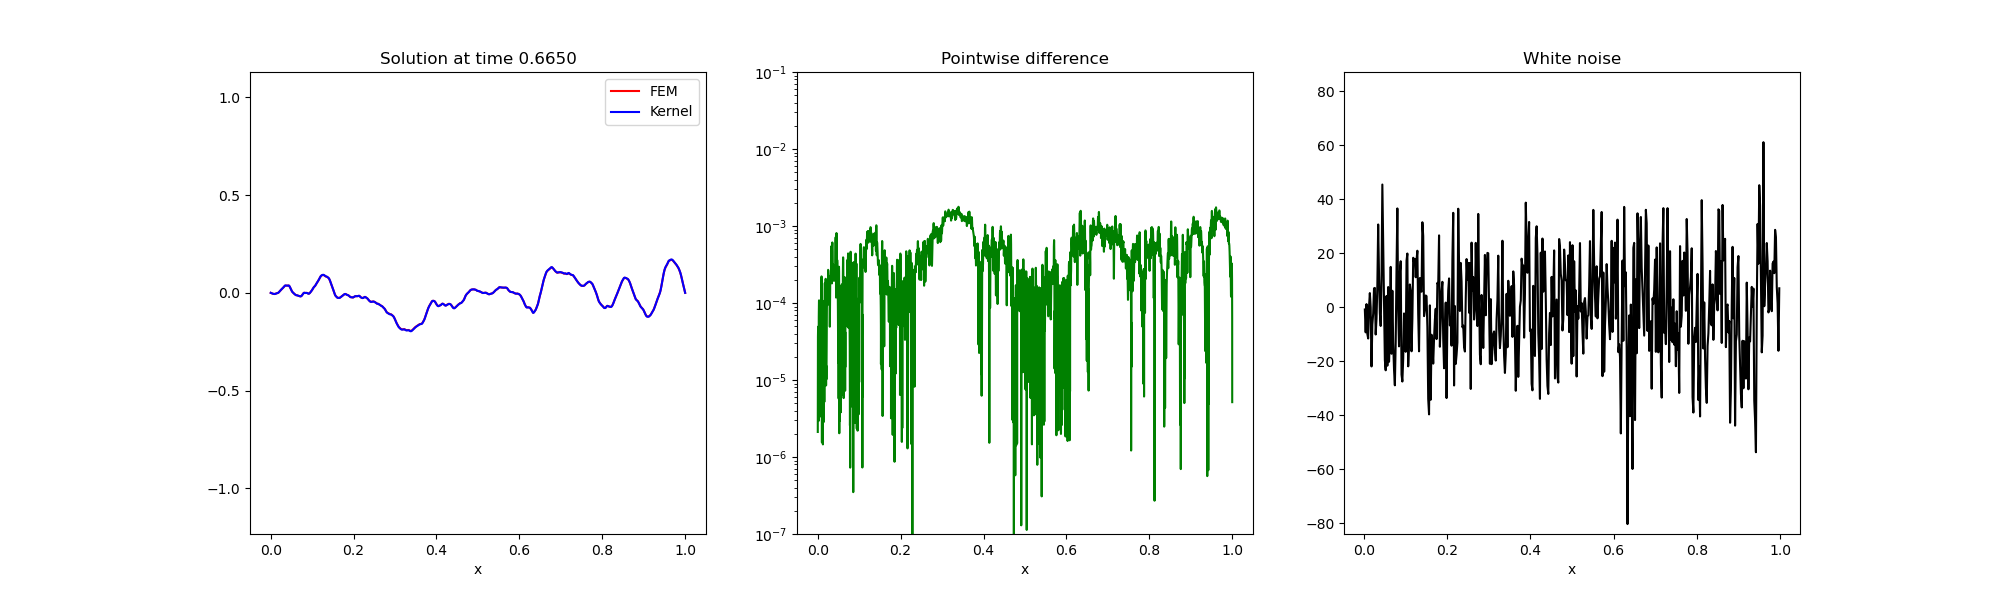 Solution at time 0.6650
1.0
0.5
0.0
−0.5
−1.0
FEM
Kernel
0.0 0.2 0.4 0.6 0.8 1.0
x
Pointwise difference
10⁻¹
10⁻²
10⁻³
10⁻⁴
10⁻⁵
10⁻⁶
10⁻⁷
0.0 0.2 0.4 0.6 0.8 1.0
x
White noise
80
60
40
20
0
−20
−40
−60
−80
0.0 0.2 0.4 0.6 0.8 1.0
x